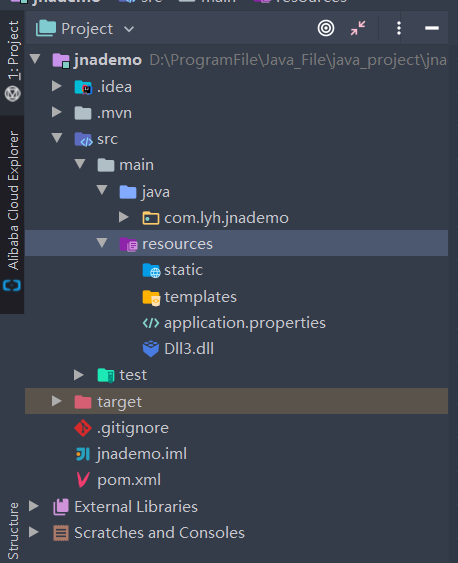 jnademo src main resources
Project
1: Project
Alibaba Cloud Explorer
Structure
jnademo D:\ProgramFile\Java_File\java_project\jna
.idea
.mvn
src
main
java
com.lyh.jnademo
resources
static
templates
application.properties
Dll3.dll
test
target
.gitignore
jnademo.iml
pom.xml
External Libraries
Scratches and Consoles